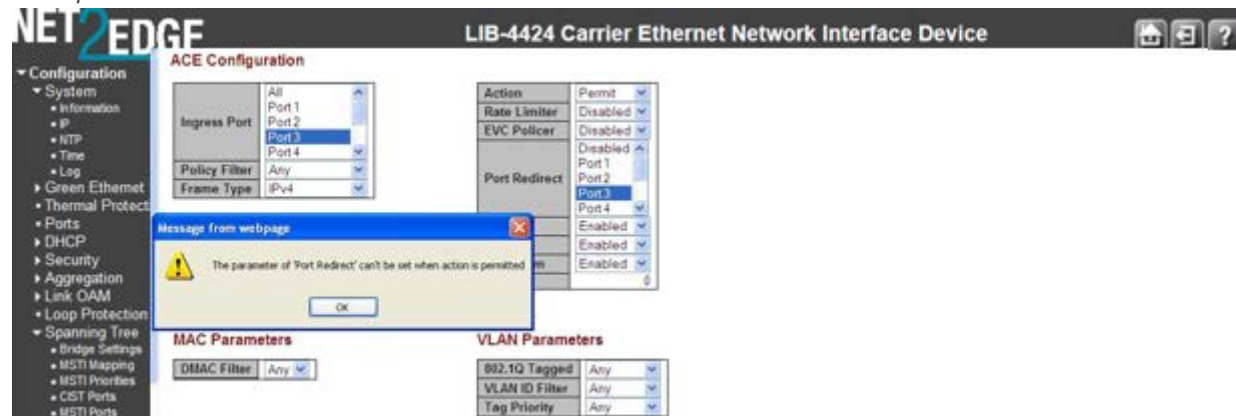 NET2EDGE
LIB-4424 Carrier Ethernet Network Interface Device
?
Configuration
System
Information
IP
NTP
Time
Log
Green Ethernet
Thermal Protect
Ports
DHCP
Security
Aggregation
Link OAM
Loop Protection
Spanning Tree
Bridge Settings
MSTI Mapping
MSTI Priorities
CIST Ports
MSTI Ports
ACE Configuration
Ingress Port
All
Port 1
Port 2
Port 3
Port 4
Policy Filter Any
Frame Type IPv4
Action Permit
Rate Limiter Disabled
EVC Policer Disabled
Port Redirect
Disabled
Port 1
Port 2
Port 3
Port 4
Enabled
Enabled
Enabled
0
Message from webpage
The parameter of 'Port Redirect' can't be set when action is permitted
OK
MAC Parameters
DMAC Filter Any
VLAN Parameters
802.1Q Tagged Any
VLAN ID Filter Any
Tag Priority Any